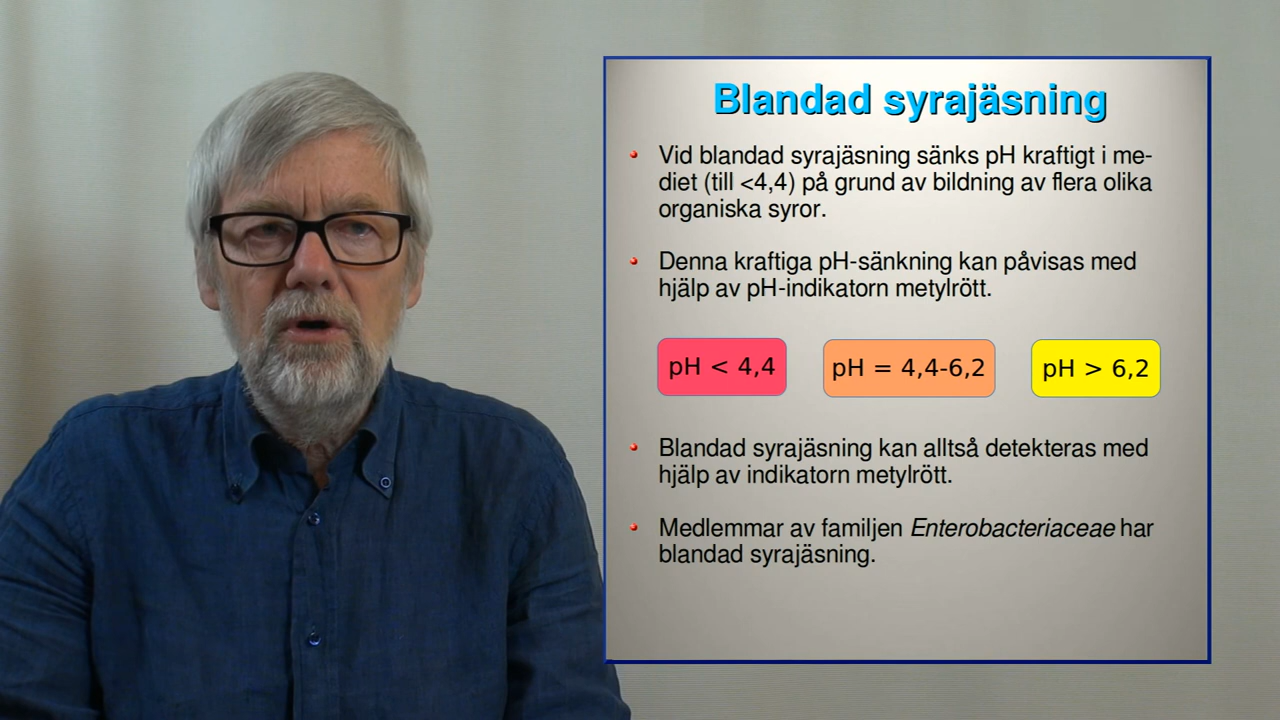 Blandad syrajäsning
Vid blandad syrajäsning sänks pH kraftigt i me-
diet (till <4,4) på grund av bildning av flera olika
organiska syror.
Denna kraftiga pH-sänkning kan påvisas med
hjälp av pH-indikatorn metylrött.
pH < 4,4
pH = 4,4-6,2
pH > 6,2
Blandad syrajäsning kan alltså detekteras med
hjälp av indikatorn metylrött.
Medlemmar av familjen Enterobacteriaceae har
blandad syrajäsning.